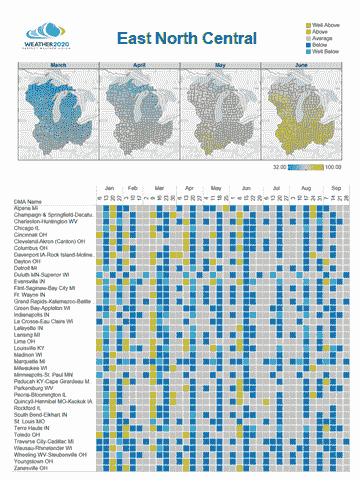 WEATHER2020
East North Central
Well Above
Above
Average
Below
Well Below
March April May June
32.00 100.00
Jan Feb Mar Apr May Jun Jul Aug Sep
DMA Name
Alpena MI
Champaign & Springfield-Decatu..
Charleston-Huntington WV
Chicago IL
Cincinnati OH
Cleveland-Akron (Canton) OH
Columbus OH
Davenport IA-Rock Island-Moline..
Dayton OH
Detroit MI
Duluth MN-Superior WI
Evansville IN
Flint-Saginaw-Bay City MI
Ft. Wayne IN
Grand Rapids-Kalamazoo-Battle
Green Bay-Appleton WI
Indianapolis IN
La Crosse-Eau Claire WI
Lafayette IN
Lansing MI
Lima OH
Louisville KY
Madison WI
Marquette MI
Milwaukee WI
Minneapolis-St. Paul MN
Paducah KY-Cape Girardeau M..
Parkersburg WV
Peoria-Bloomington IL
Quincy-Hannibal MO-Keokuk IA
Rockford IL
South Bend-Elkhart IN
St. Louis MO
Terre Haute IN
Toledo OH
Traverse City-Cadillac MI
Wausau-Rhinelander WI
Wheeling WV-Steubenville OH
Youngstown OH
Zanesville OH